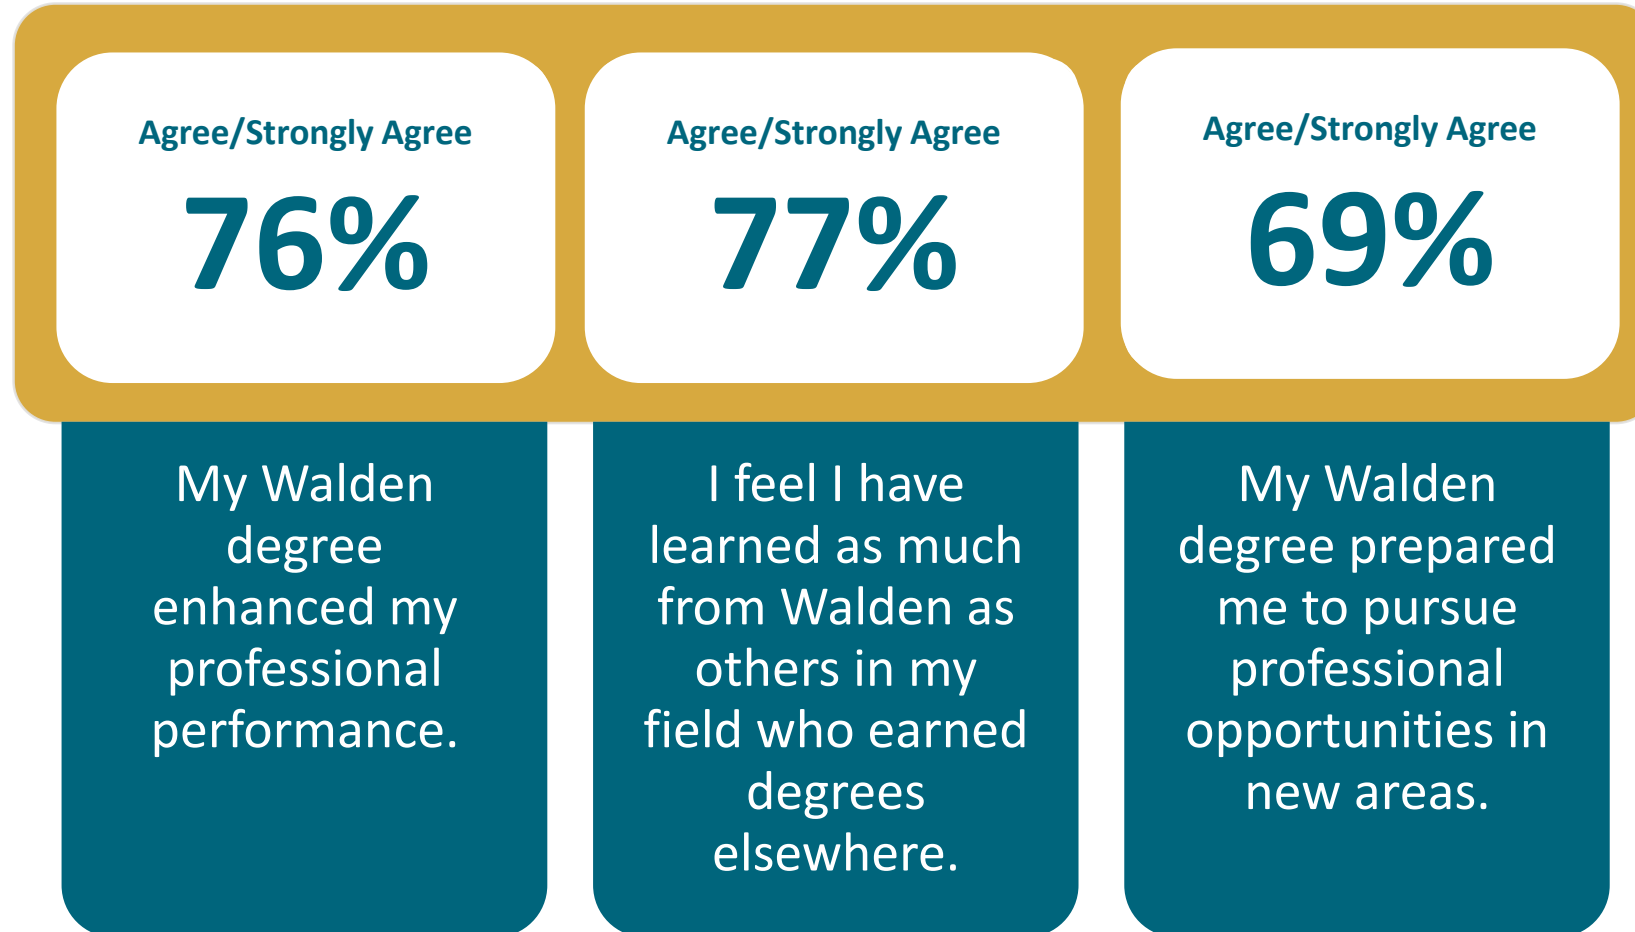 Agree/Strongly Agree
76%
My Walden
degree
enhanced my
professional
performance.
Agree/Strongly Agree
77%
I feel I have
learned as much
from Walden as
others in my
field who earned
degrees
elsewhere.
Agree/Strongly Agree
69%
My Walden
degree prepared
me to pursue
professional
opportunities in
new areas.